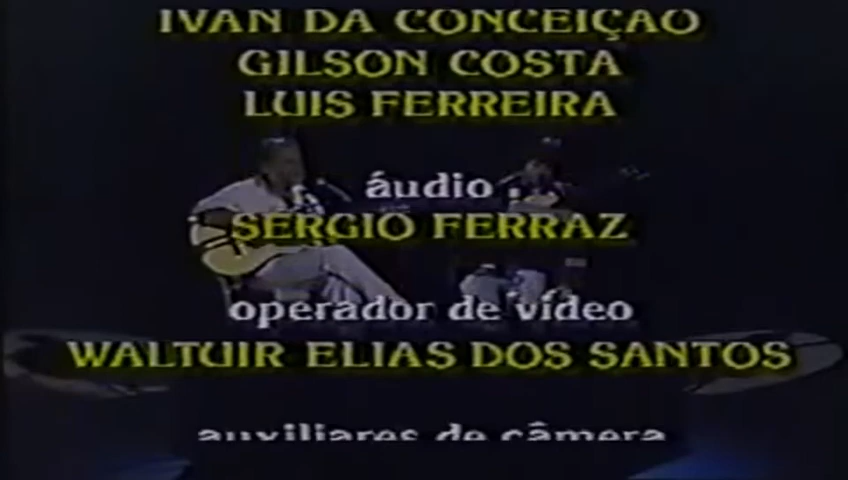 IVAN DA CONCEIÇÃO
GILSON COSTA
LUIS FERREIRA
áudio
SERGIO FERRAZ
operador de vídeo
WALTUIR ELIAS DOS SANTOS
auxiliares de câmera